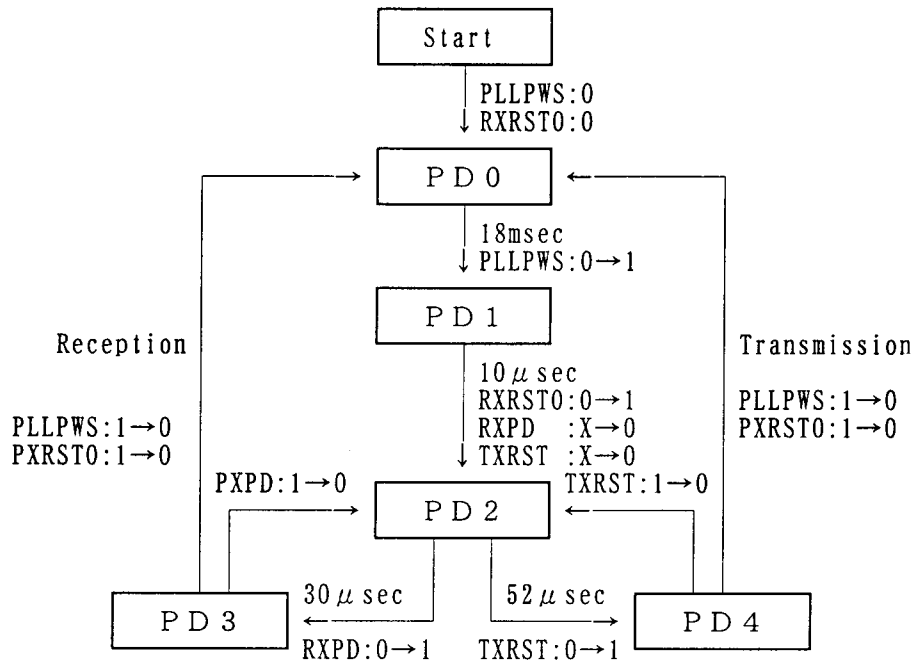 Start
PLLPWS:0
RXRST0:0
PD0
18msec
PLLPWS:0→1
PD1
Reception
Transmission
10μsec
RXRST0:0→1
RXPD :X→0
TXRST :X→0
PLLPWS:1→0
PXRST0:1→0
PLLPWS:1→0
PXRST0:1→0
PXPD:1→0
TXRST:1→0
PD2
30μsec
RXPD:0→1
52μsec
TXRST:0→1
PD3
PD4